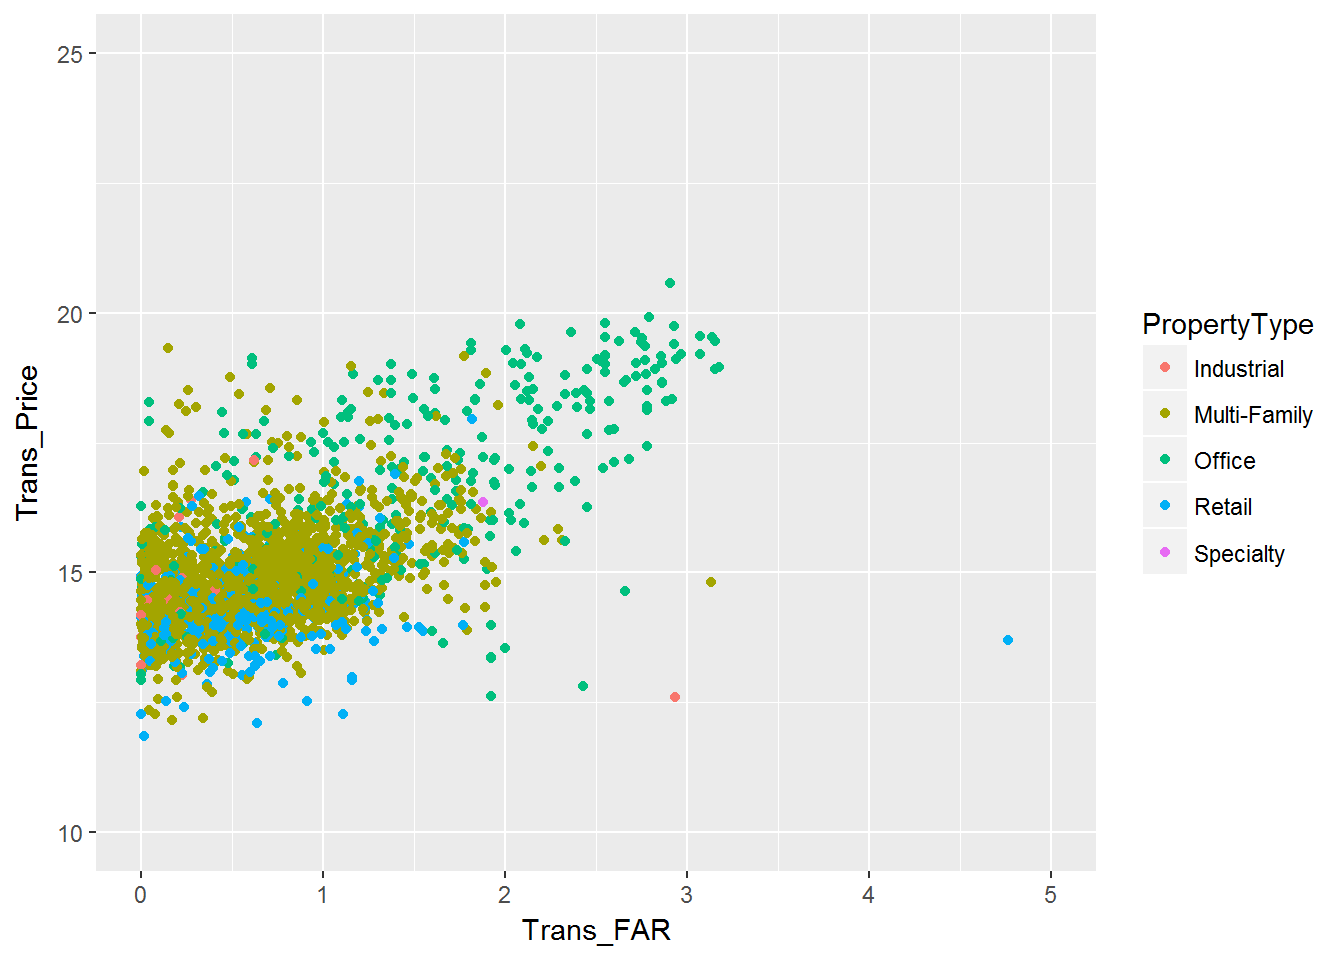 25
20
15
10
Trans_Price
0
1
2
3
4
5
Trans_FAR
PropertyType
Industrial
Multi-Family
Office
Retail
Specialty